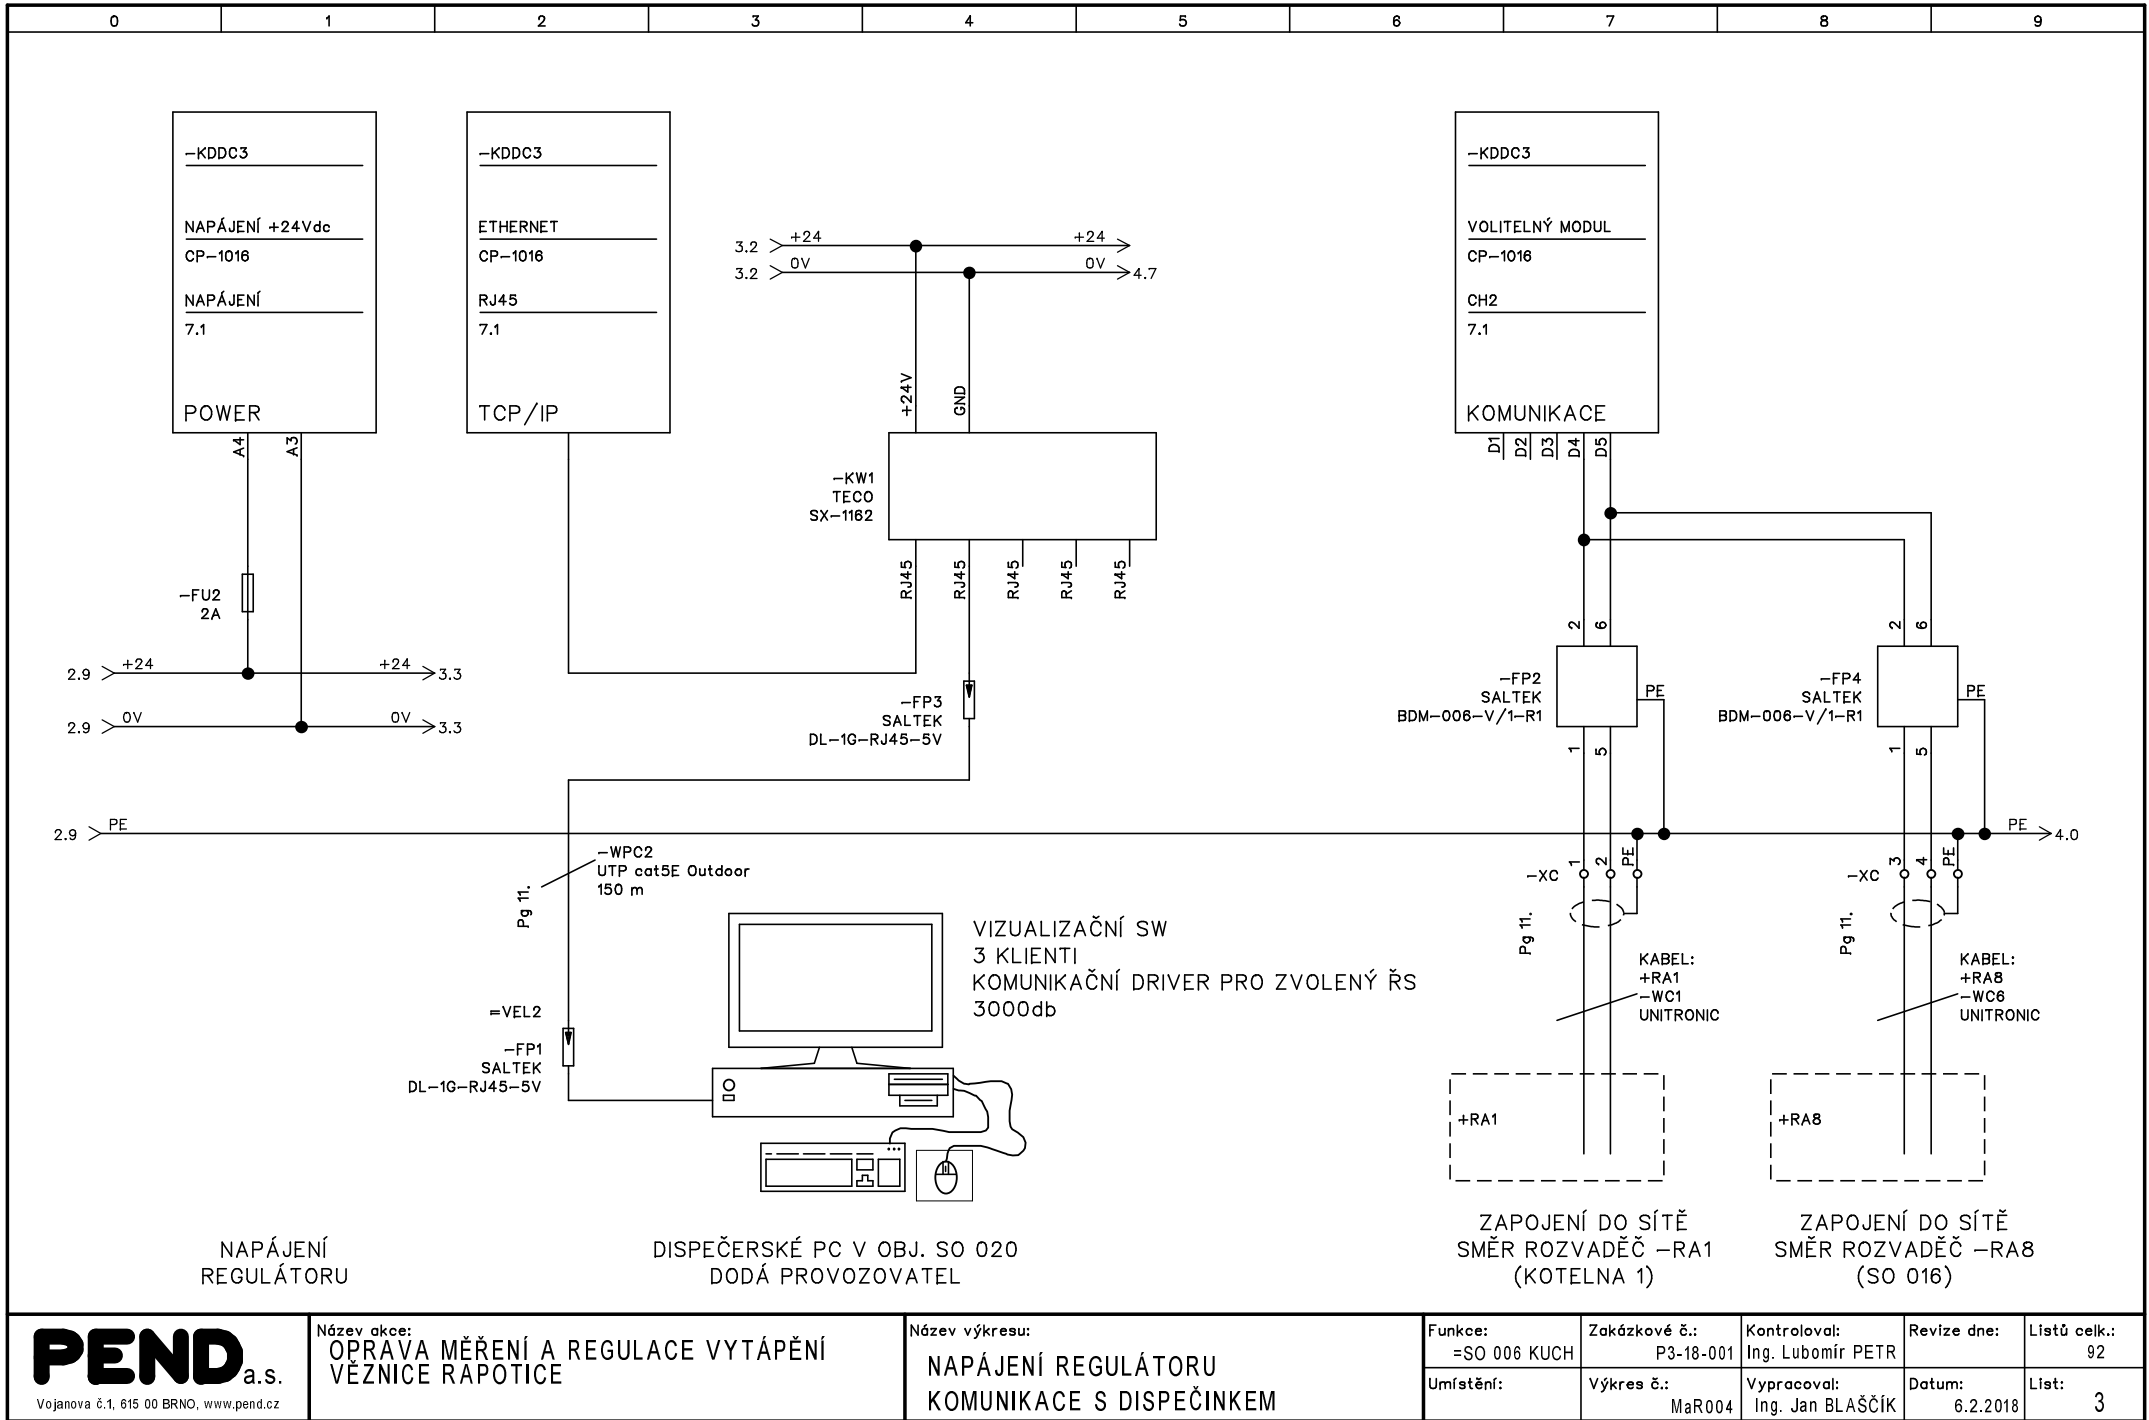 0 1 2 3 4 5 6 7 8 9
-KDDC3
NAPÁJENÍ +24Vdc
CP-1016
NAPÁJENÍ
7.1
POWER
A4 A3
-FU2
2A
2.9 +24 +24 3.3
2.9 0V 0V 3.3
-KDDC3
ETHERNET
CP-1016
RJ45
7.1
TCP/IP
3.2 +24 +24
3.2 0V 0V 4.7
+24V GND
-KW1
TECO
SX-1162
RJ45 RJ45 RJ45 RJ45 RJ45
-FP3
SALTEK
DL-1G-RJ45-5V
-KDDC3
VOLITELNÝ MODUL
CP-1016
CH2
7.1
KOMUNIKACE
D1 D2 D3 D4 D5
2 6
-FP2
SALTEK
BDM-006-V/1-R1
PE
1 5
2 6
-FP4
SALTEK
BDM-006-V/1-R1
PE
1 5
2.9 PE PE 4.0
-WPC2
UTP cat5E Outdoor
150 m
Pg 11.
=VEL2
-FP1
SALTEK
DL-1G-RJ45-5V
VIZUALIZAČNÍ SW
3 KLIENTI
KOMUNIKAČNÍ DRIVER PRO ZVOLENÝ ŘS
3000db
-XC 1 2 PE
Pg 11.
KABEL:
+RA1
-WC1
UNITRONIC
+RA1
-XC 3 4 PE
Pg 11.
KABEL:
+RA8
-WC6
UNITRONIC
+RA8
NAPÁJENÍ
REGULÁTORU
DISPEČERSKÉ PC V OBJ. SO 020
DODÁ PROVOZOVATEL
ZAPOJENÍ DO SÍTĚ
SMĚR ROZVADĚČ -RA1
(KOTELNA 1)
ZAPOJENÍ DO SÍTĚ
SMĚR ROZVADĚČ -RA8
(SO 016)
PEND a.s.
Vojanova č.1, 615 00 BRNO, www.pend.cz
Název akce:
OPRAVA MĚŘENÍ A REGULACE VYTÁPĚNÍ
VĚZNICE RAPOTICE
Název výkresu:
NAPÁJENÍ REGULÁTORU
KOMUNIKACE S DISPEČINKEM
Funkce:
=SO 006 KUCH
Umístění:
Zakázkové č.:
P3-18-001
Výkres č.:
MaR004
Kontroloval:
Ing. Lubomír PETR
Vypracoval:
Ing. Jan BLAŠČÍK
Revize dne:
Datum:
6.2.2018
Listů celk.:
92
List:
3